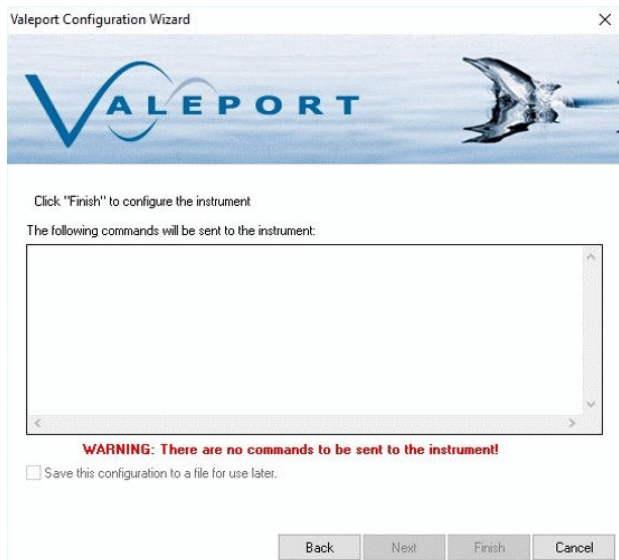 Valeport Configuration Wizard
VALEPORT
Click "Finish" to configure the instrument
The following commands will be sent to the instrument:
WARNING: There are no commands to be sent to the instrument!
Save this configuration to a file for use later.
Back Next Finish Cancel